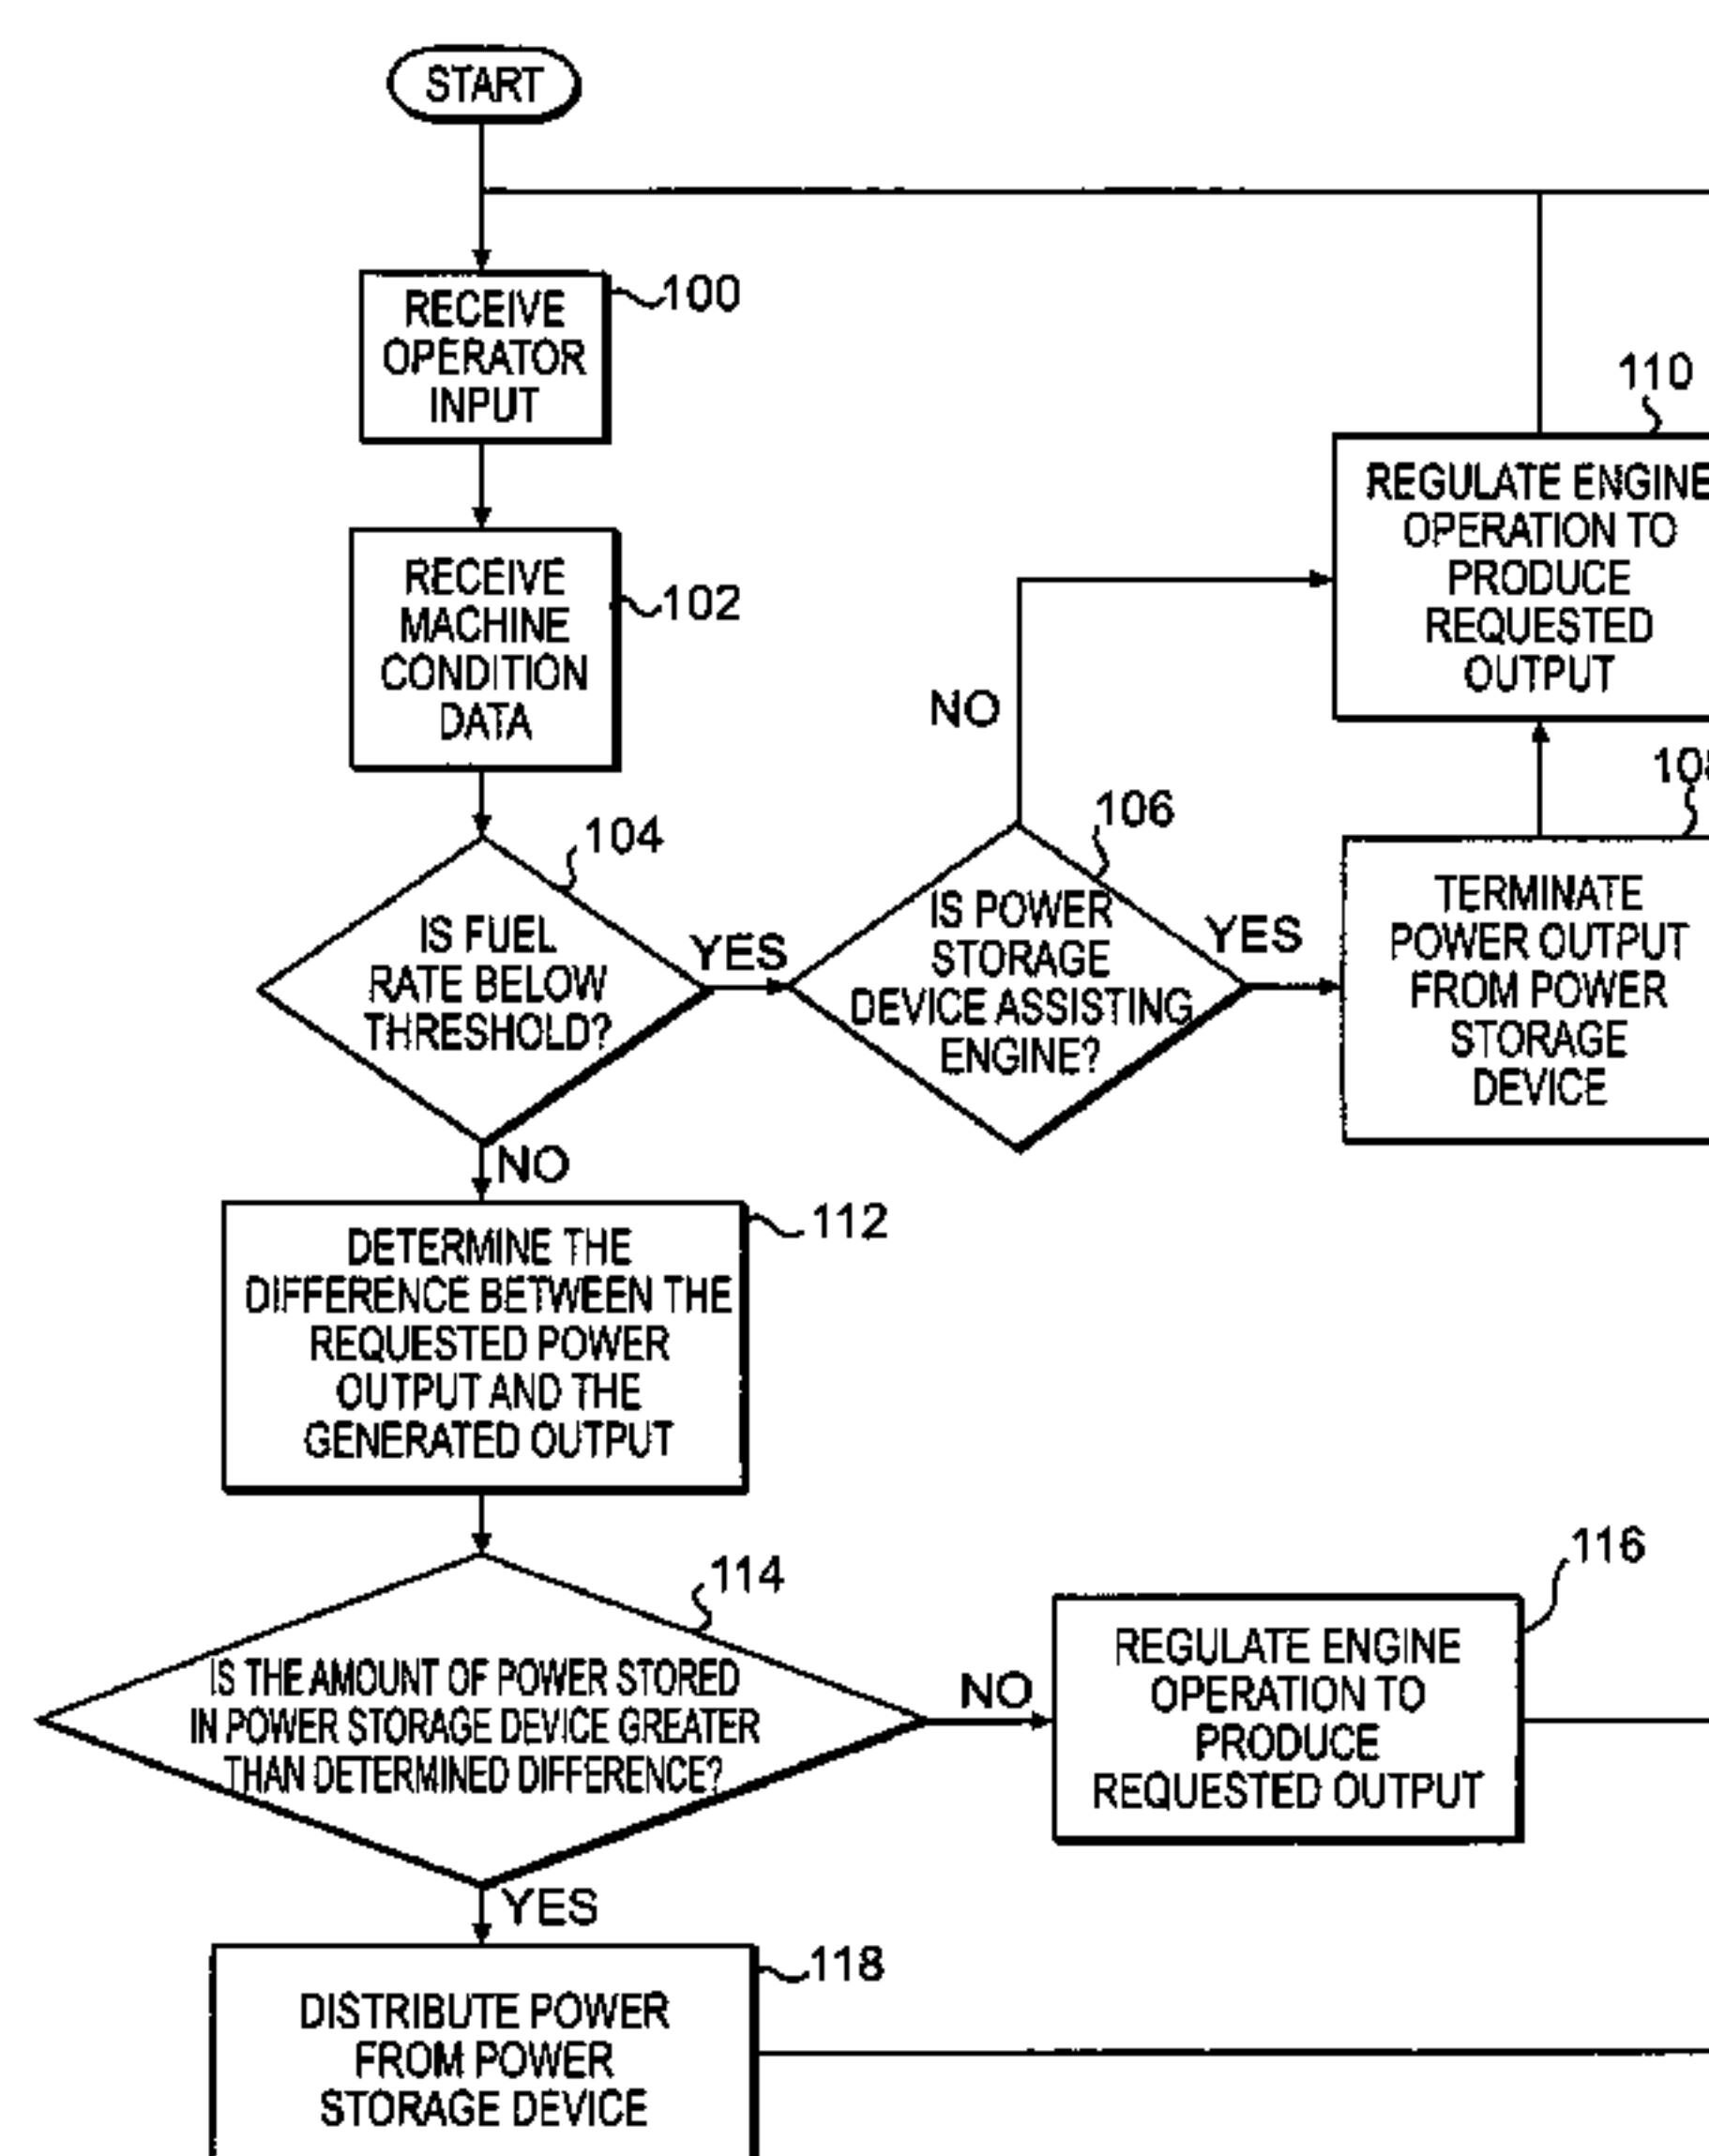 START
100
RECEIVE
OPERATOR
INPUT
110
REGULATE ENGINE
OPERATION TO
PRODUCE
REQUESTED
OUTPUT
RECEIVE
MACHINE
CONDITION
DATA
102
NO
104
106
IS FUEL
RATE BELOW
THRESHOLD?
YES
IS POWER
STORAGE
DEVICE ASSISTING
ENGINE?
YES
TERMINATE
POWER OUTPUT
FROM POWER
STORAGE
DEVICE
NO
112
DETERMINE THE
DIFFERENCE BETWEEN THE
REQUESTED POWER
OUTPUT AND THE
GENERATED OUTPUT
114
IS THE AMOUNT OF POWER STORED
IN POWER STORAGE DEVICE GREATER
THAN DETERMINED DIFFERENCE?
NO
116
REGULATE ENGINE
OPERATION TO
PRODUCE
REQUESTED OUTPUT
YES
118
DISTRIBUTE POWER
FROM POWER
STORAGE DEVICE